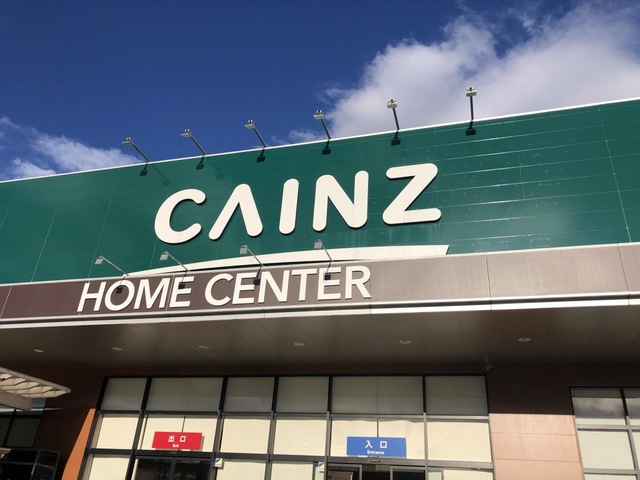 CAINZ
HOME CENTER
出口
Exit
入口
Entrance